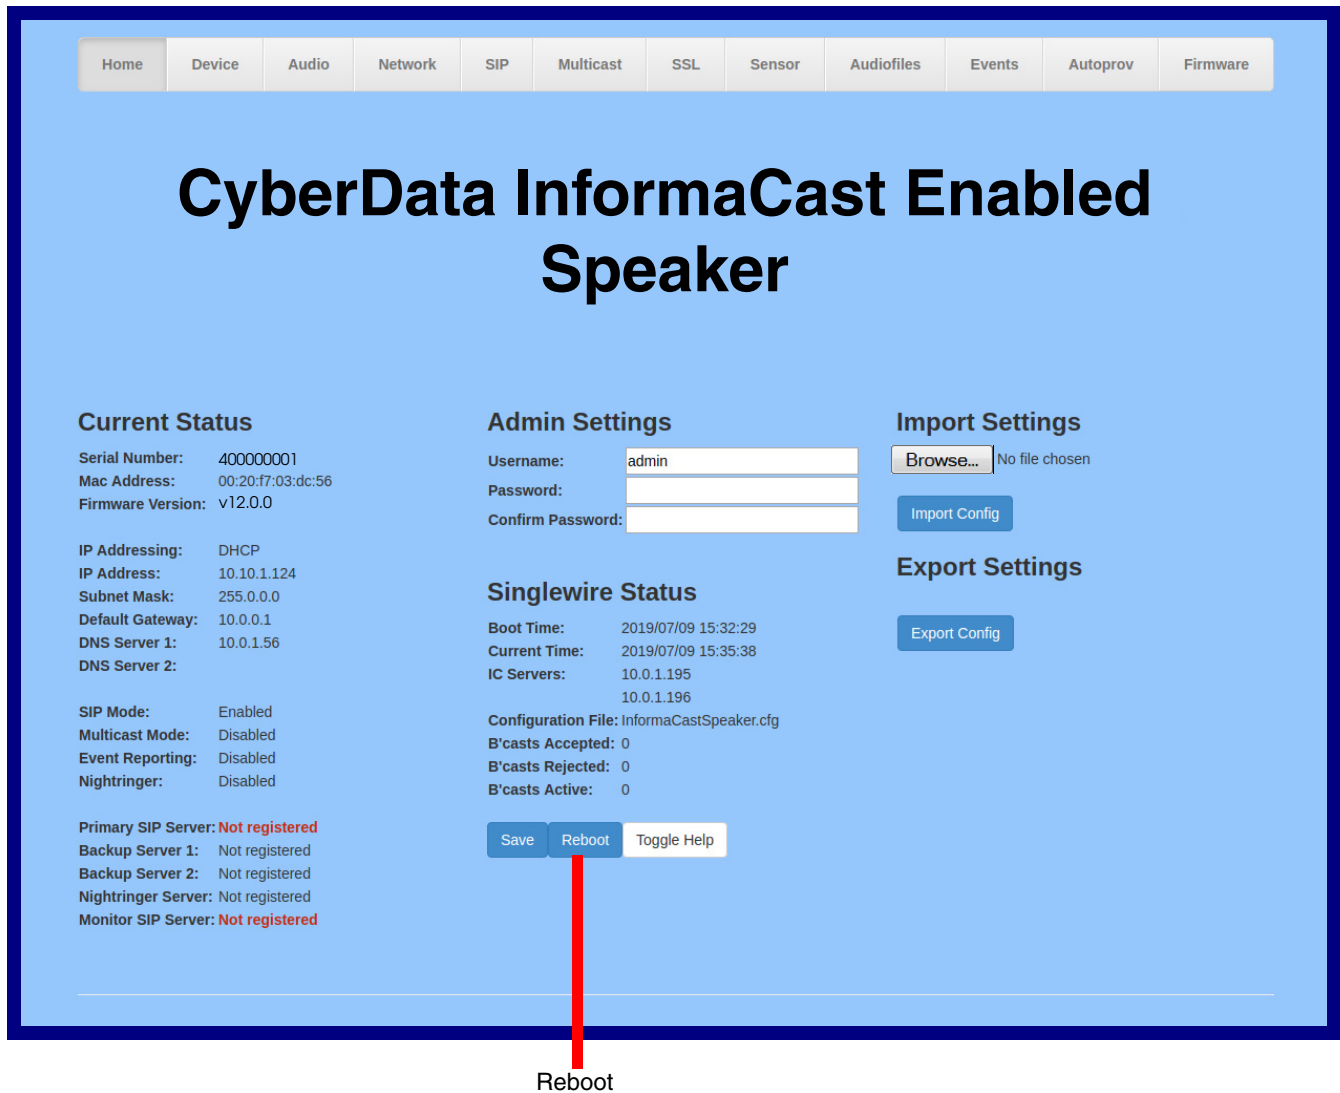 Home Device Audio Network SIP Multicast SSL Sensor Audiofiles Events Autoprov Firmware
CyberData InformaCast Enabled
Speaker
Current Status
Serial Number: 400000001
Mac Address: 00:20:f7:03:dc:56
Firmware Version: v12.0.0
IP Addressing: DHCP
IP Address: 10.10.1.124
Subnet Mask: 255.0.0.0
Default Gateway: 10.0.0.1
DNS Server 1: 10.0.1.56
DNS Server 2:
SIP Mode: Enabled
Multicast Mode: Disabled
Event Reporting: Disabled
Nightringer: Disabled
Primary SIP Server: Not registered
Backup Server 1: Not registered
Backup Server 2: Not registered
Nightringer Server: Not registered
Monitor SIP Server: Not registered
Admin Settings
Username: admin
Password:
Confirm Password:
Singlewire Status
Boot Time: 2019/07/09 15:32:29
Current Time: 2019/07/09 15:35:38
IC Servers: 10.0.1.195
10.0.1.196
Configuration File: InformaCastSpeaker.cfg
B'casts Accepted: 0
B'casts Rejected: 0
B'casts Active: 0
Save Reboot Toggle Help
Import Settings
Browse... No file chosen
Import Config
Export Settings
Export Config
Reboot